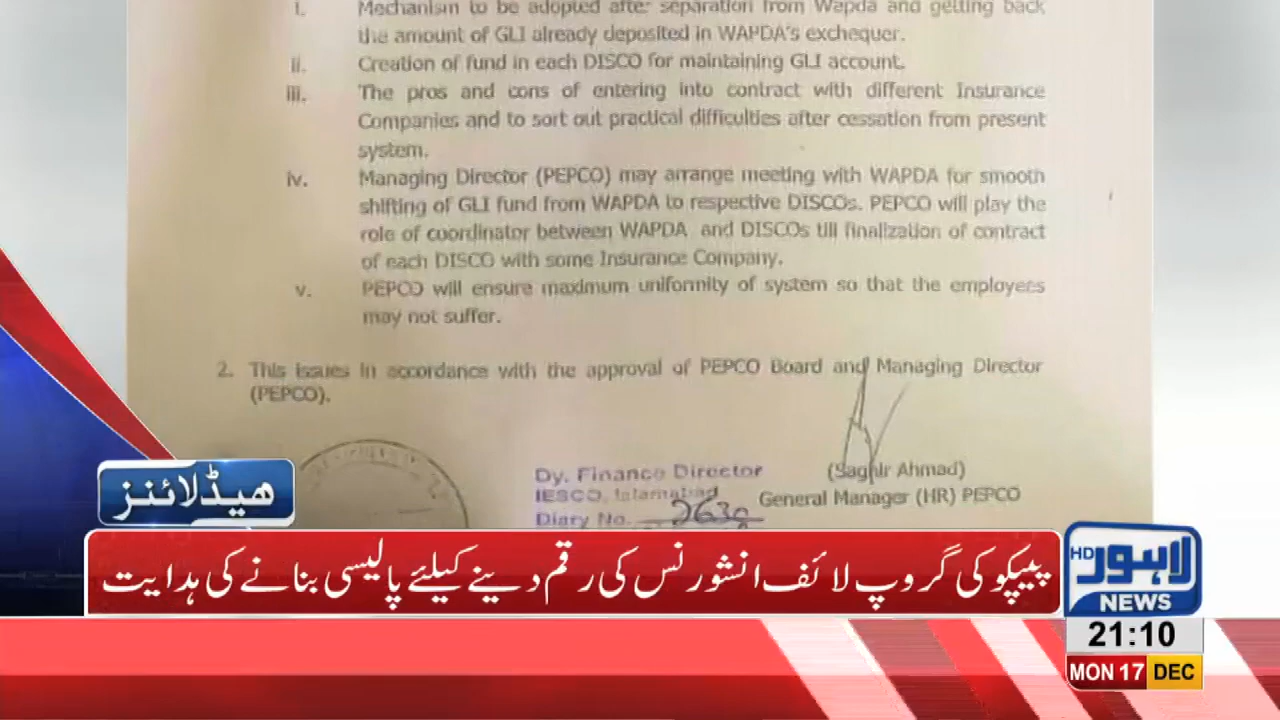 i. Mechanism to be adopted after separation from Wapda and getting back
the amount of GLI already deposited in WAPDA's exchequer.
ii. Creation of fund in each DISCO for maintaining GLI account.
iii. The pros and cons of entering into contract with different Insurance
Companies and to sort out practical difficulties after cessation from present
system.
iv. Managing Director (PEPCO) may arrange meeting with WAPDA for smooth
shifting of GLI fund from WAPDA to respective DISCOs. PEPCO will play the
role of coordinator between WAPDA and DISCOs till finalization of contract
of each DISCO with some Insurance Company.
v. PEPCO will ensure maximum uniformity of system so that the employees
may not suffer.
2. This issues in accordance with the approval of PEPCO Board and Managing Director
(PEPCO).
(Saghir Ahmad)
General Manager (HR) PEPCO
Dy. Finance Director
IESCO, Islamabad
Diary No. 2630
ہیڈلائنز
پیپکو کی گروپ لائف انشورنس کی رقم دینے کیلئے پالیسی بنانے کی ہدایت
لاہور HD
NEWS
21:10
MON 17 DEC